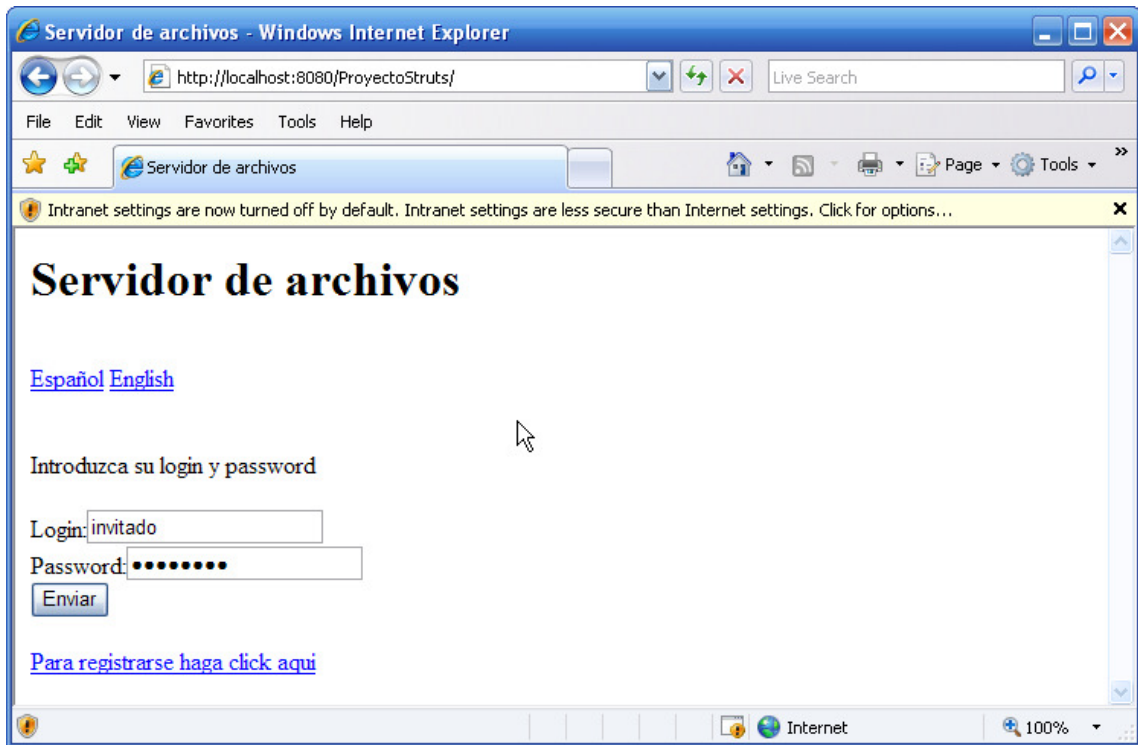 Servidor de archivos - Windows Internet Explorer
http://localhost:8080/ProyectoStruts/
Live Search
File Edit View Favorites Tools Help
Servidor de archivos
Page Tools »
Intranet settings are now turned off by default. Intranet settings are less secure than Internet settings. Click for options...
Servidor de archivos
Español English
Introduzca su login y password
Login: invitado
Password: ••••••••
Enviar
Para registrarse haga click aqui
Internet 100%